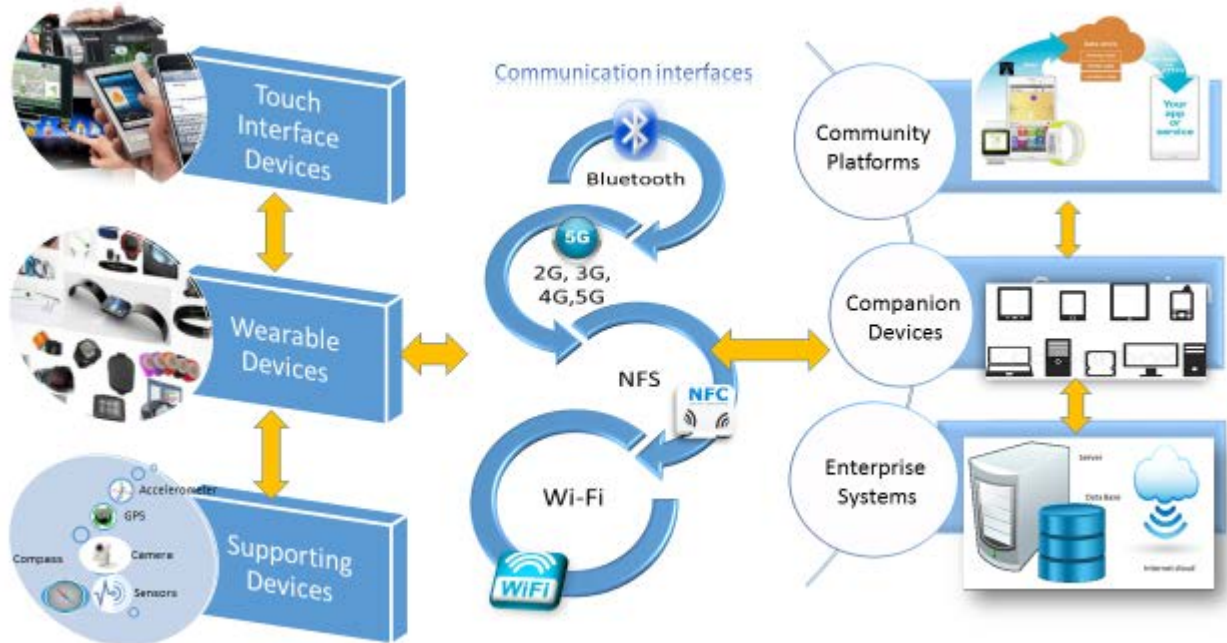 Touch
Interface
Devices
Wearable
Devices
Accelerometer
GPS
Camera
Compass
Sensors
Supporting
Devices
Communication interfaces
Bluetooth
5G
2G, 3G,
4G,5G
NFS
NFC
Wi-Fi
WiFi
Community
Platforms
Your
app
or
service
Companion
Devices
Enterprise
Systems
Server
Data Base
Internet cloud